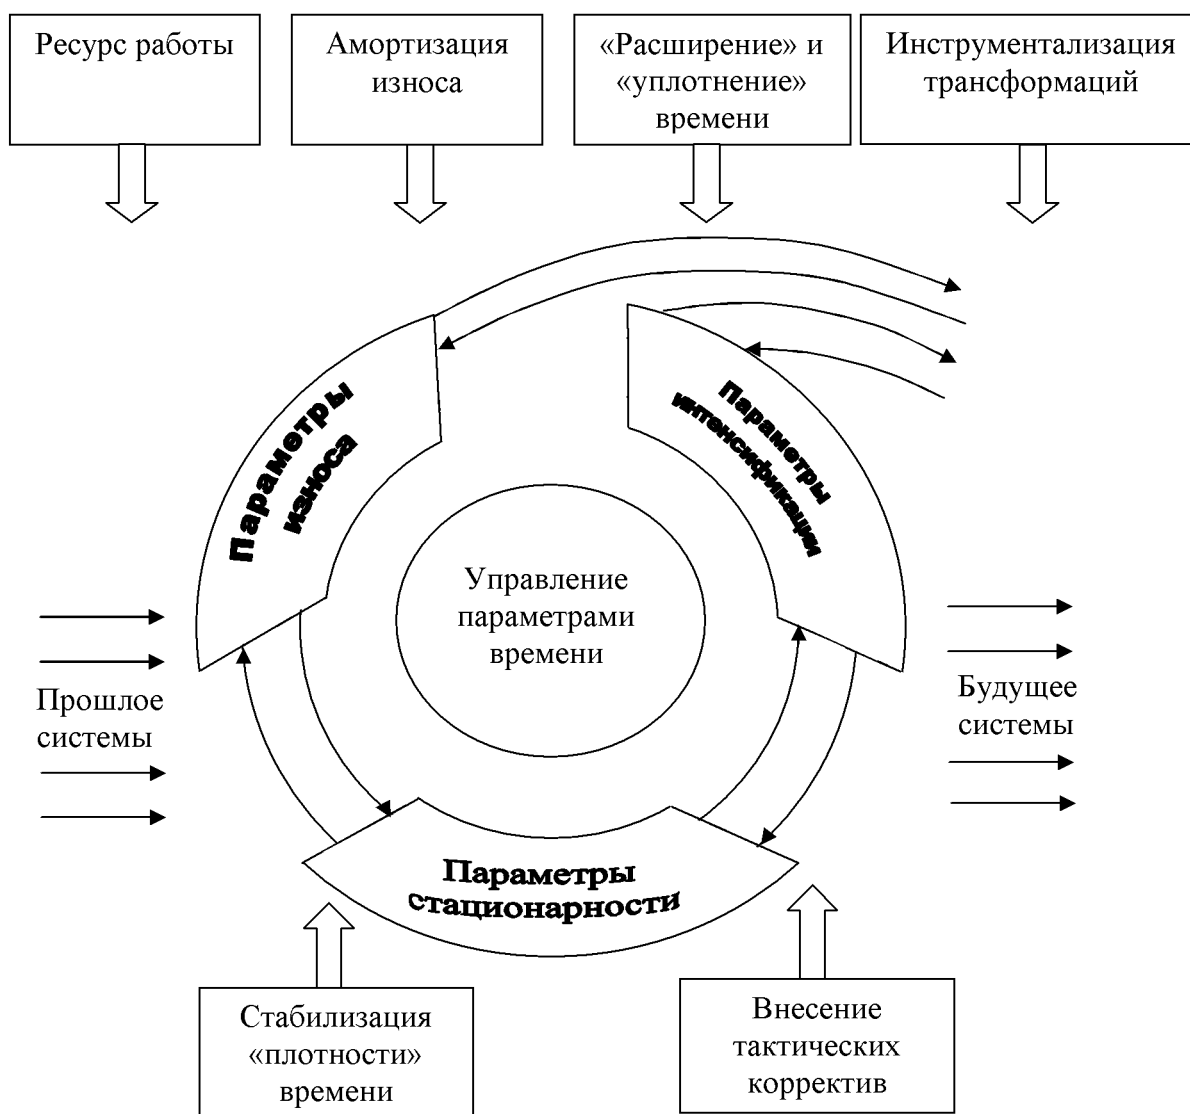 Ресурс работы
Амортизация
износа
«Расширение» и
«уплотнение»
времени
Инструментализация
трансформаций
Параметры
износа
Параметры
интенсификации
Управление
параметрами
времени
Прошлое
системы
Будущее
системы
Параметры
стационарности
Стабилизация
«плотности»
времени
Внесение
тактических
корректив